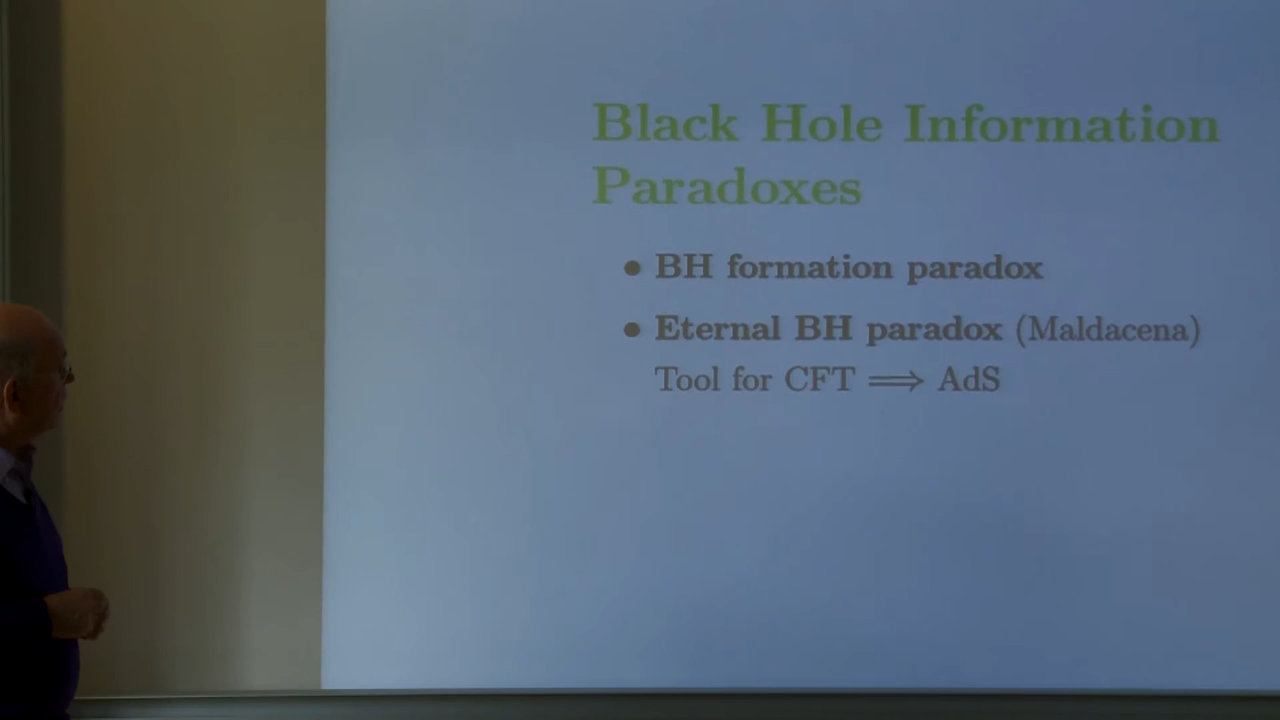 Black Hole Information
Paradoxes
• BH formation paradox
• Eternal BH paradox (Maldacena)
Tool for CFT ⟹ AdS